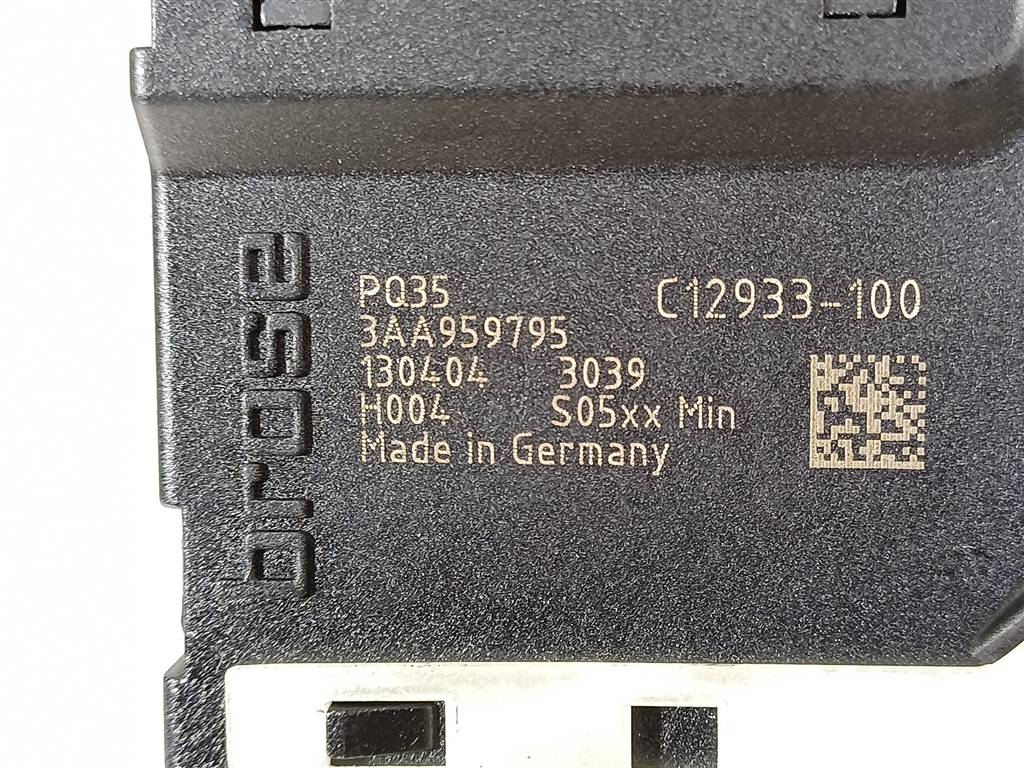 brose
PQ35 C12933-100
3AA959795
130404 3039
H004 S05xx Min
Made in Germany